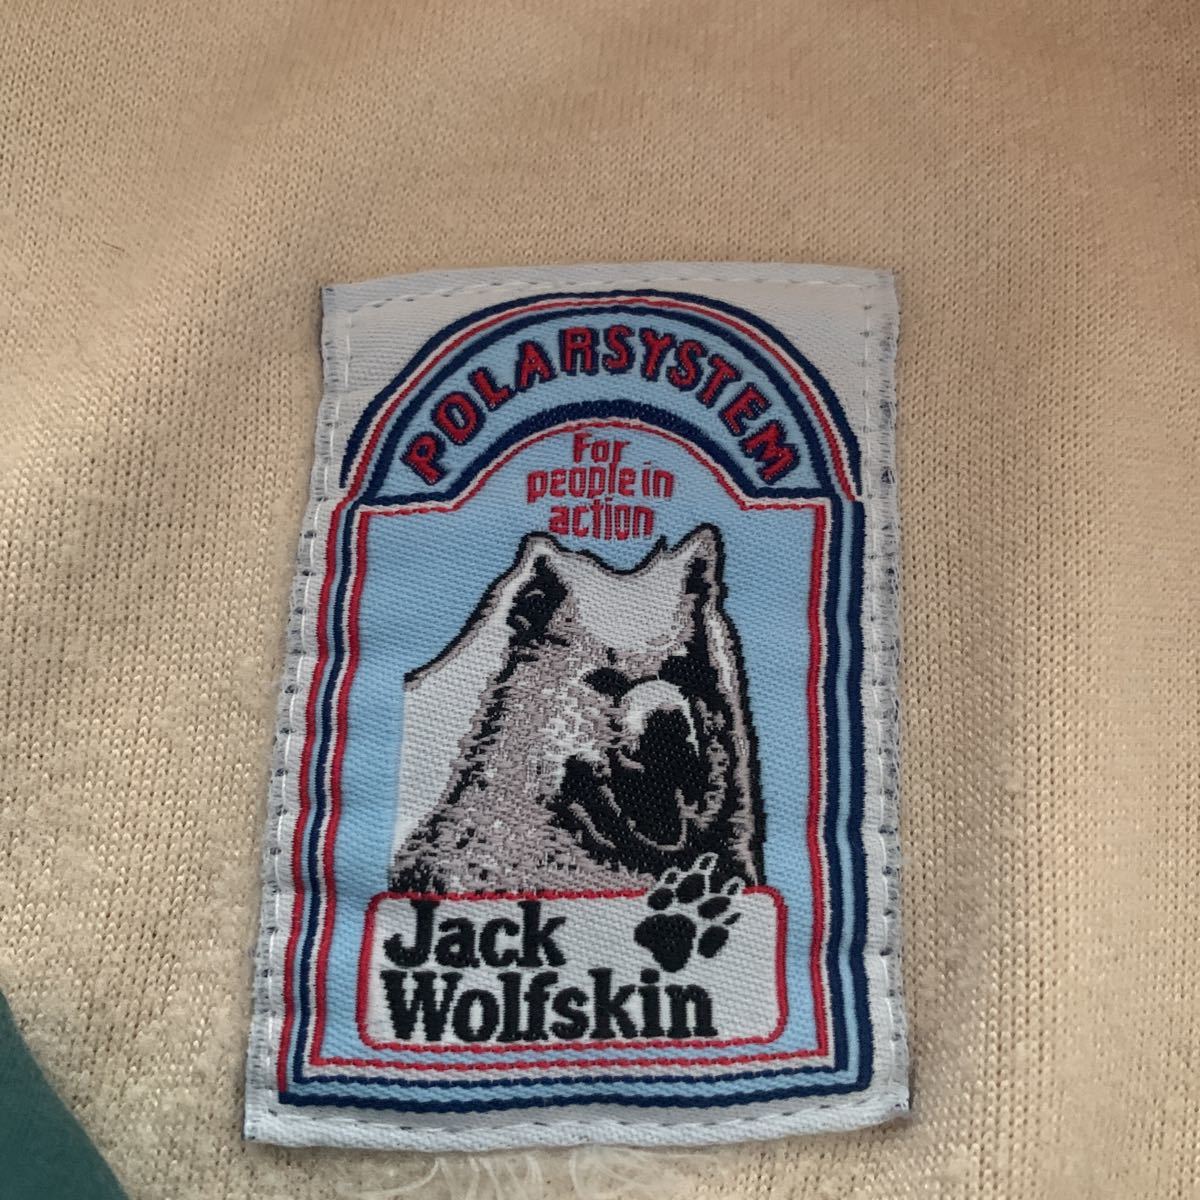 POLARSYSTEM
For
people in
action
Jack
Wolfskin